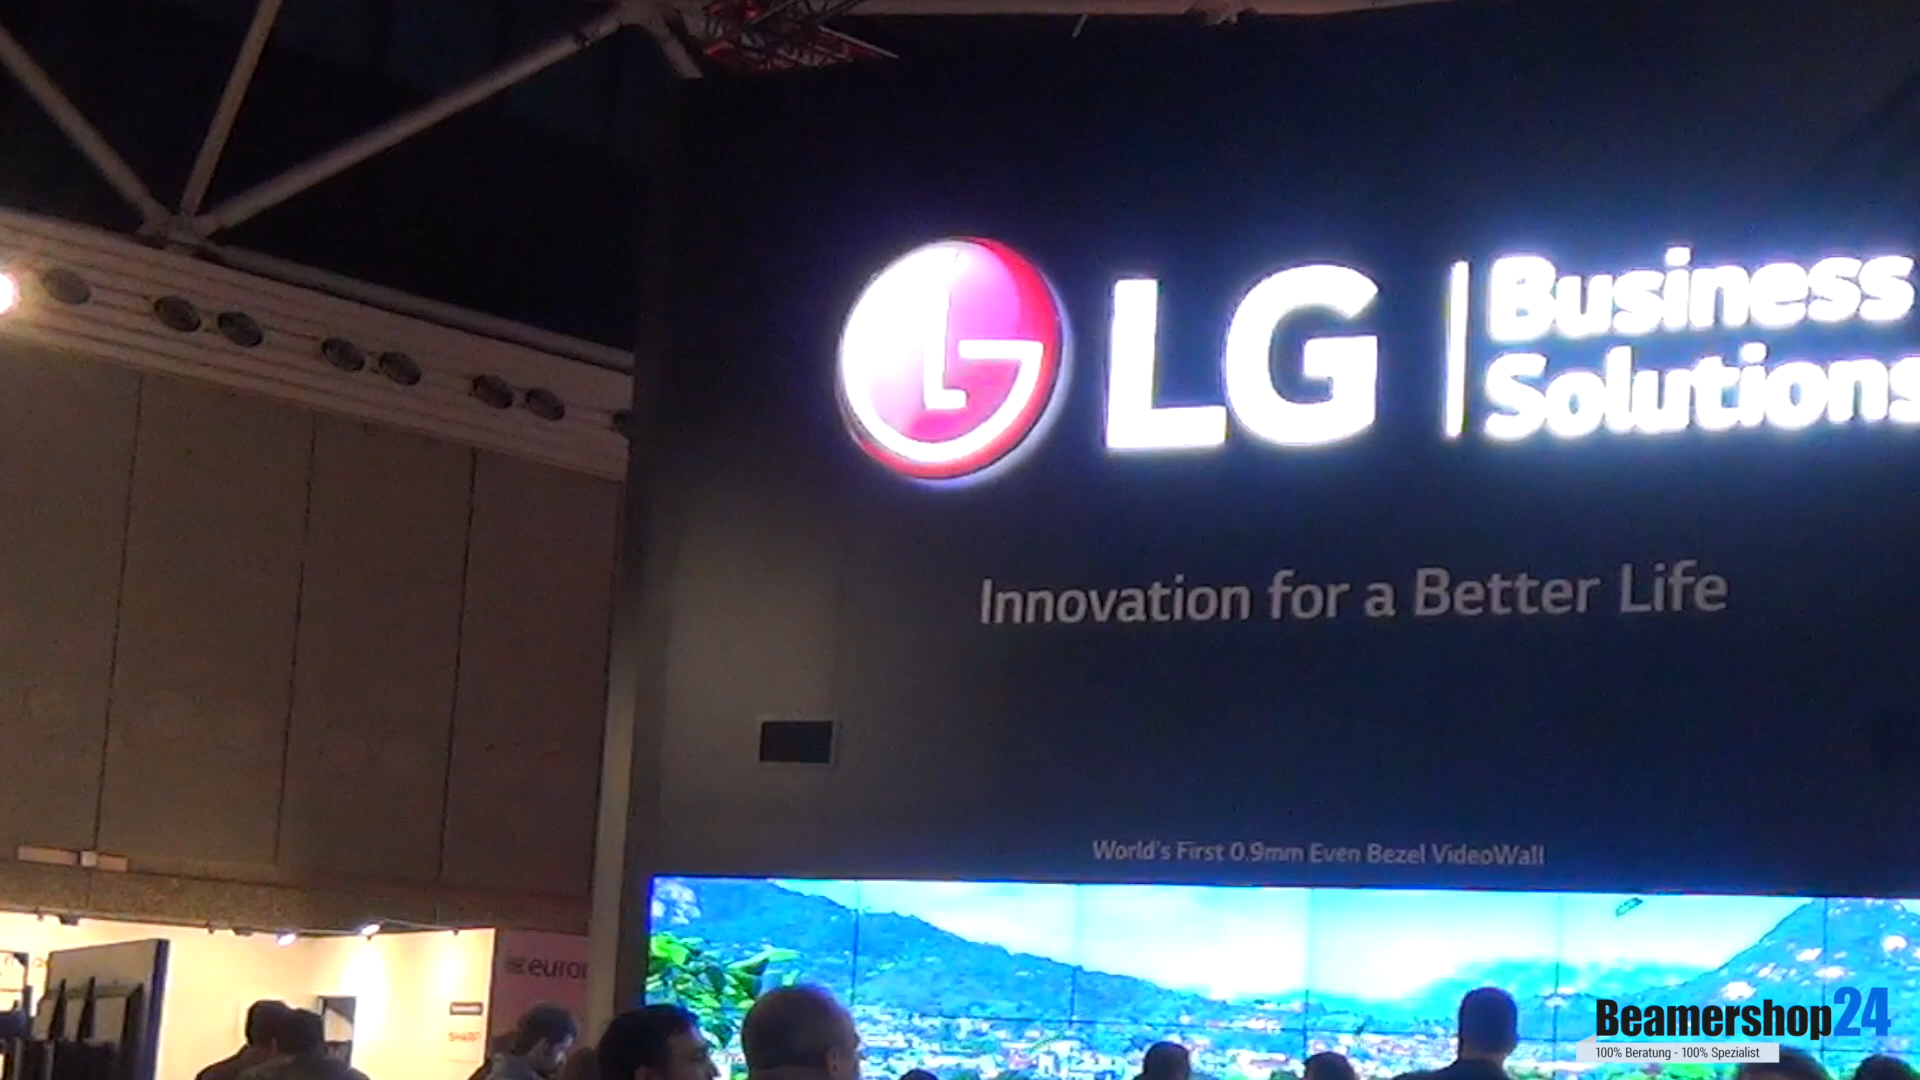 LG
Business
Solutions
Innovation for a Better Life
World's First 0.9mm Even Bezel VideoWall
SHARP
Beamershop24
100% Beratung - 100% Spezialist